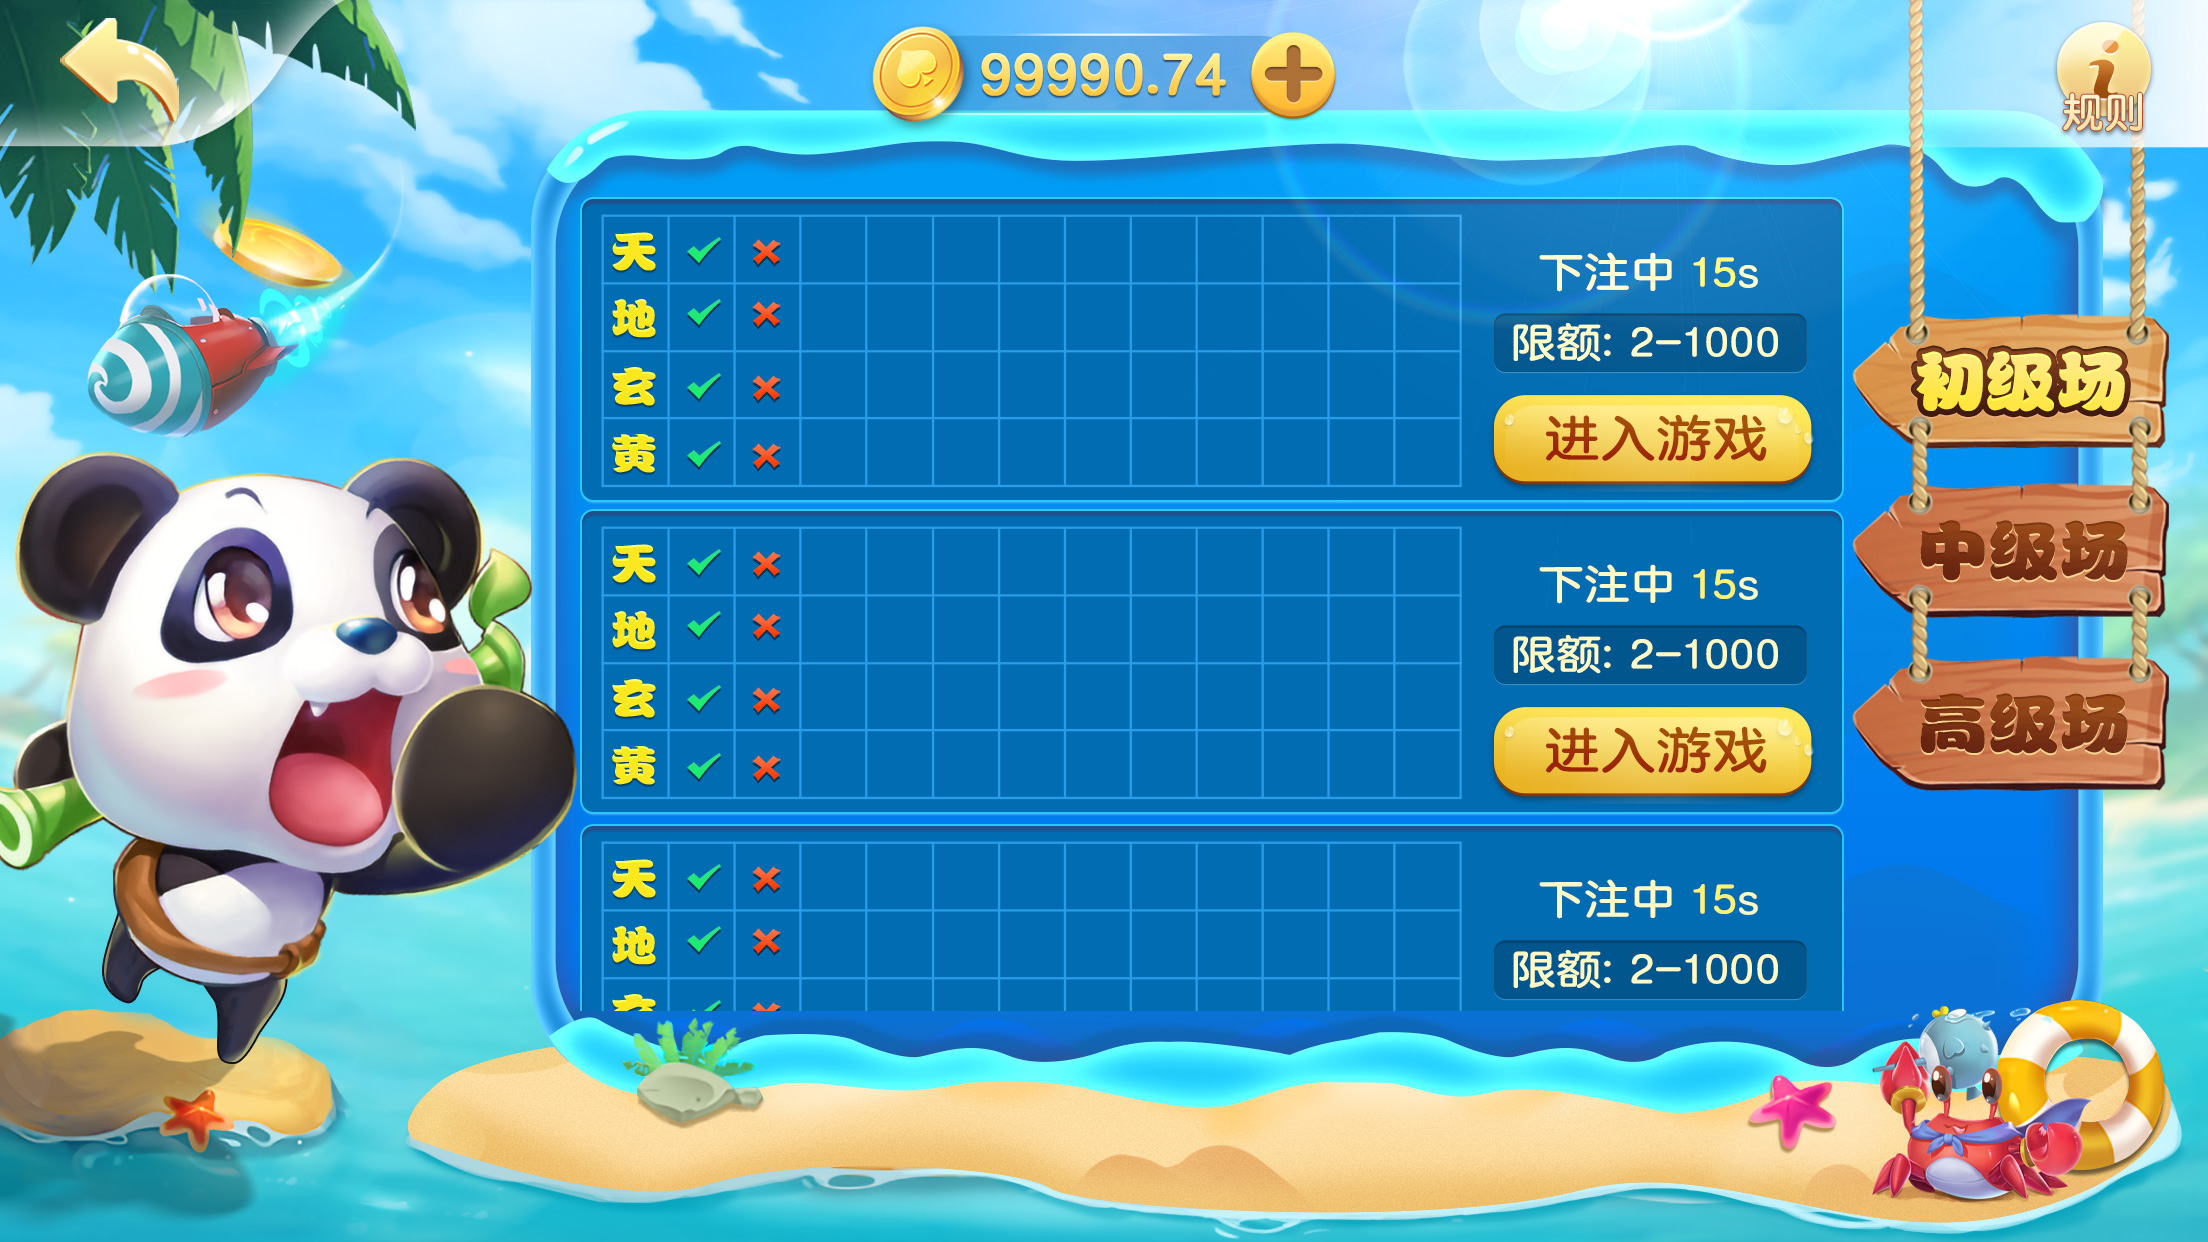 99990.74
i
规则
天
地
玄
黄
下注中 15s
限额: 2-1000
进入游戏
天
地
玄
黄
下注中 15s
限额: 2-1000
进入游戏
天
地
玄
下注中 15s
限额: 2-1000
初级场
中级场
高级场